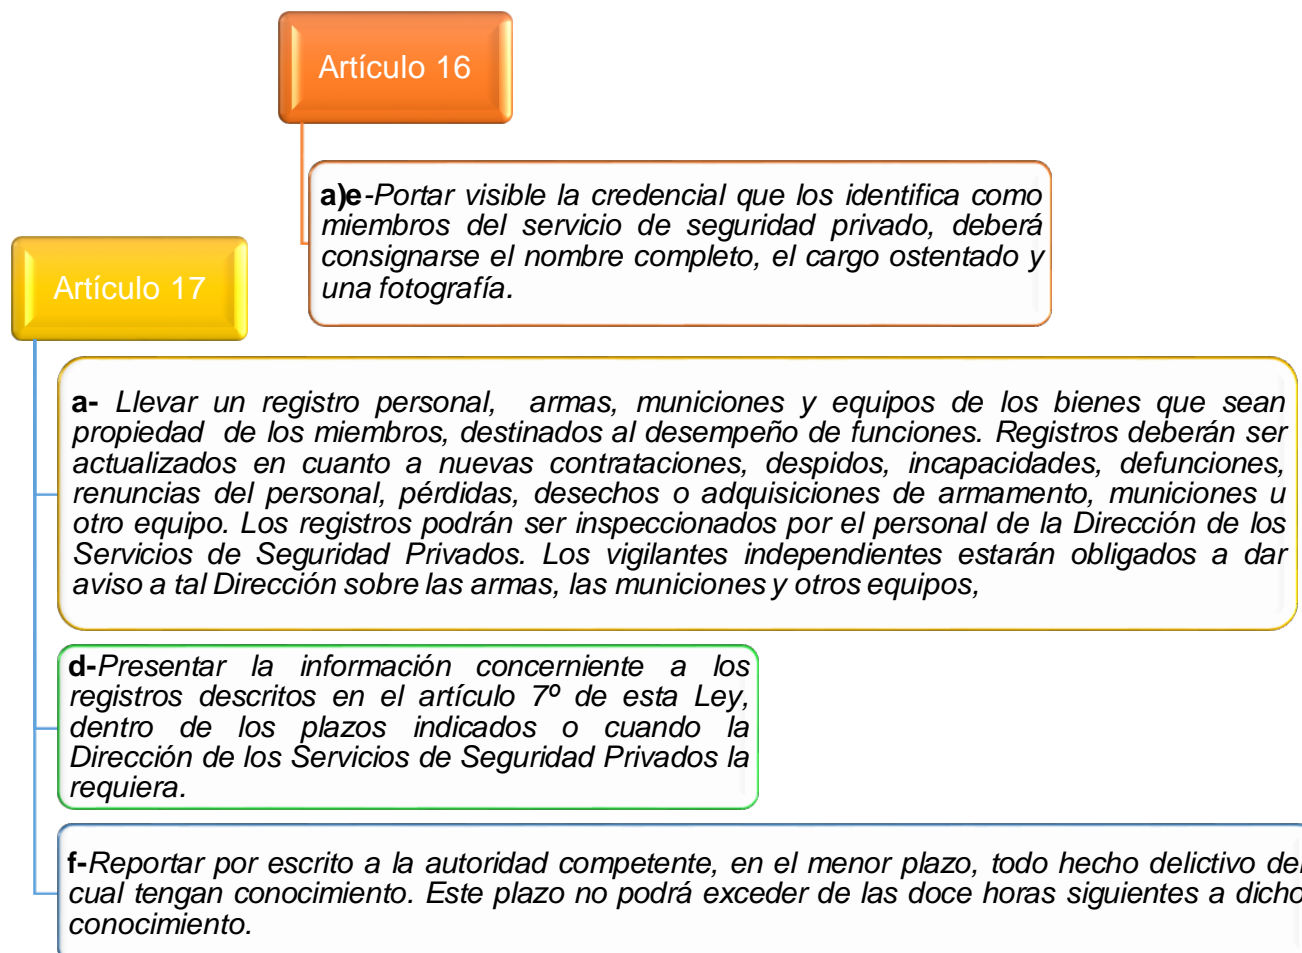 Artículo 16
a)e-Portar visible la credencial que los identifica como
miembros del servicio de seguridad privado, deberá
consignarse el nombre completo, el cargo ostentado y
una fotografía.
Artículo 17
a- Llevar un registro personal, armas, municiones y equipos de los bienes que sean
propiedad de los miembros, destinados al desempeño de funciones. Registros deberán ser
actualizados en cuanto a nuevas contrataciones, despidos, incapacidades, defunciones,
renuncias del personal, pérdidas, desechos o adquisiciones de armamento, municiones u
otro equipo. Los registros podrán ser inspeccionados por el personal de la Dirección de los
Servicios de Seguridad Privados. Los vigilantes independientes estarán obligados a dar
aviso a tal Dirección sobre las armas, las municiones y otros equipos,
d-Presentar la información concerniente a los
registros descritos en el artículo 7º de esta Ley,
dentro de los plazos indicados o cuando la
Dirección de los Servicios de Seguridad Privados la
requiera.
f-Reportar por escrito a la autoridad competente, en el menor plazo, todo hecho delictivo del
cual tengan conocimiento. Este plazo no podrá exceder de las doce horas siguientes a dicho
conocimiento.